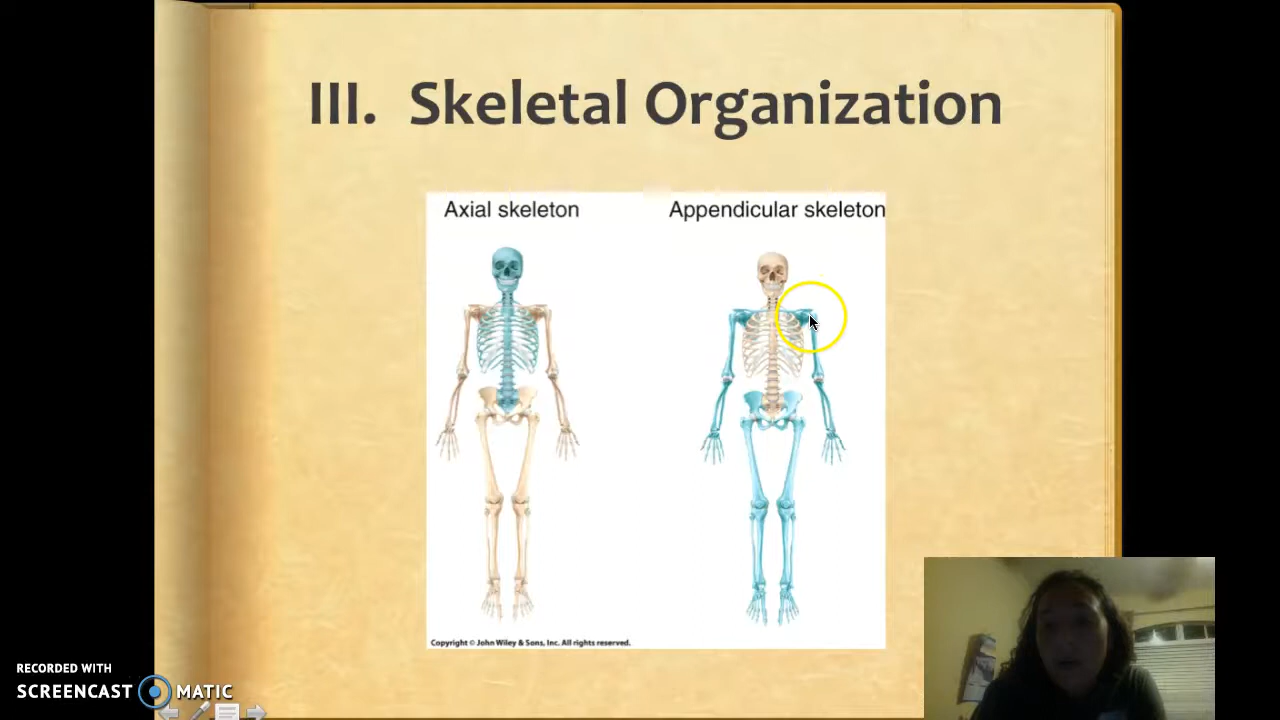 III. Skeletal Organization
Axial skeleton
Appendicular skeleton
Copyright © John Wiley & Sons, Inc. All rights reserved.
RECORDED WITH
SCREENCAST MATIC